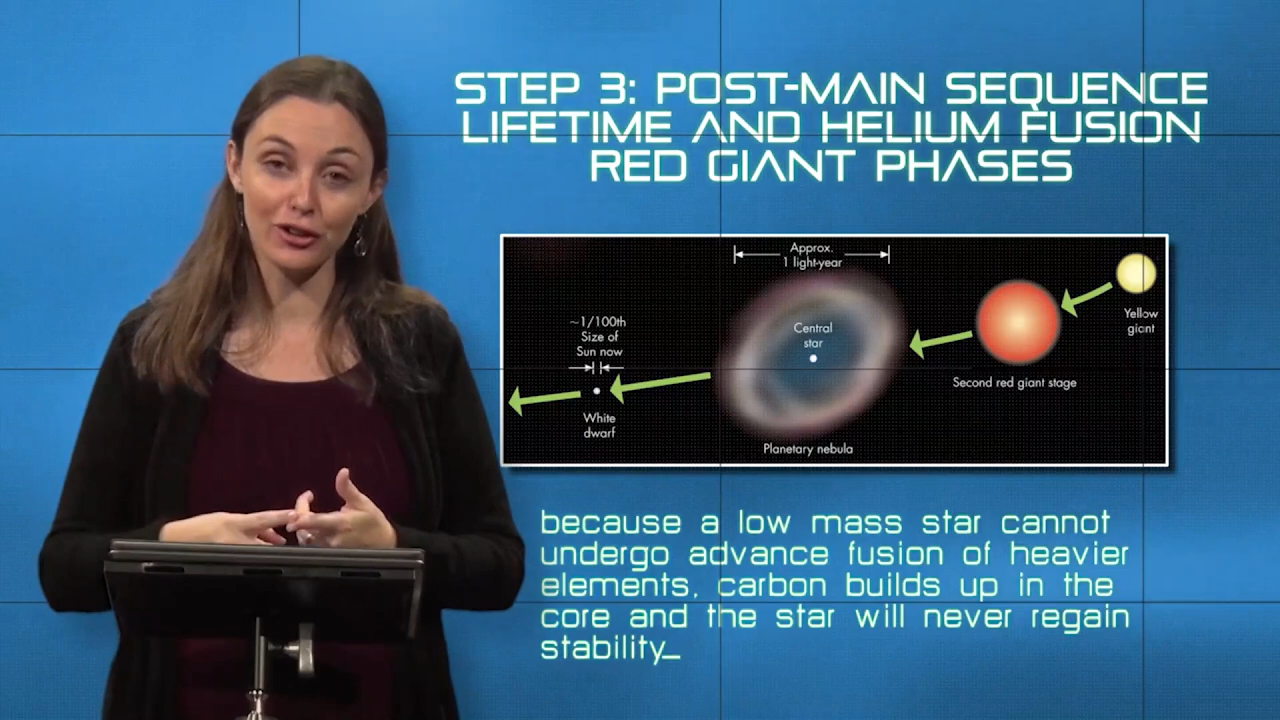 STEP 3: POST-MAIN SEQUENCE
LIFETIME AND HELIUM FUSION
RED GIANT PHASES
Approx.
1 light-year
Yellow
giant
Central
star
~1/100th
Size of
Sun now
Second red giant stage
White
dwarf
Planetary nebula
because a low mass star cannot
undergo advance fusion of heavier
elements, carbon builds up in the
core and the star will never regain
stability_